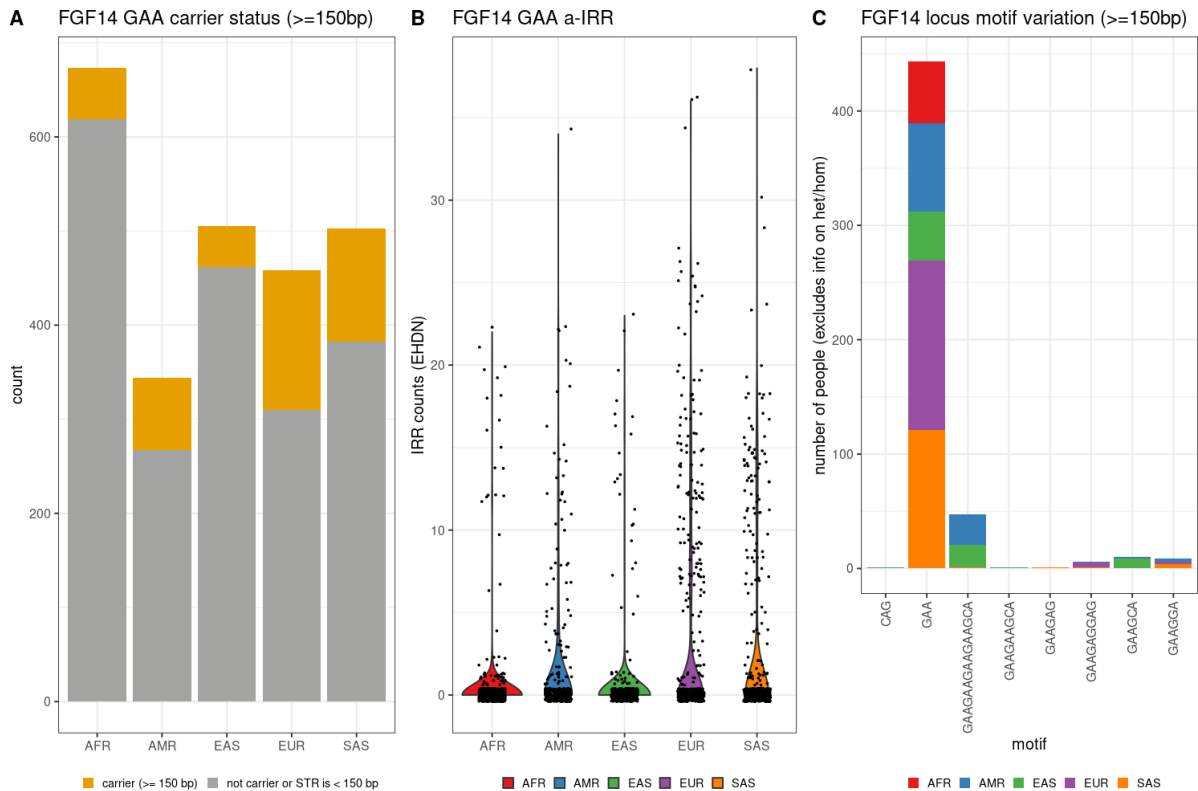 A
FGF14 GAA carrier status (>=150bp)
count
600
400
200
0
AFR
AMR
EAS
EUR
SAS
carrier (>= 150 bp)
not carrier or STR is < 150 bp
B
FGF14 GAA a-IRR
IRR counts (EHDN)
30
20
10
0
AFR
AMR
EAS
EUR
SAS
AFR
AMR
EAS
EUR
SAS
C
FGF14 locus motif variation (>=150bp)
number of people (excludes info on het/hom)
400
300
200
100
0
CAG
GAA
GAAGAAGAAGAAGAAGCA
GAAGAAGCA
GAAGAG
GAAGAGGAG
GAAGCA
GAAGGA
motif
AFR
AMR
EAS
EUR
SAS